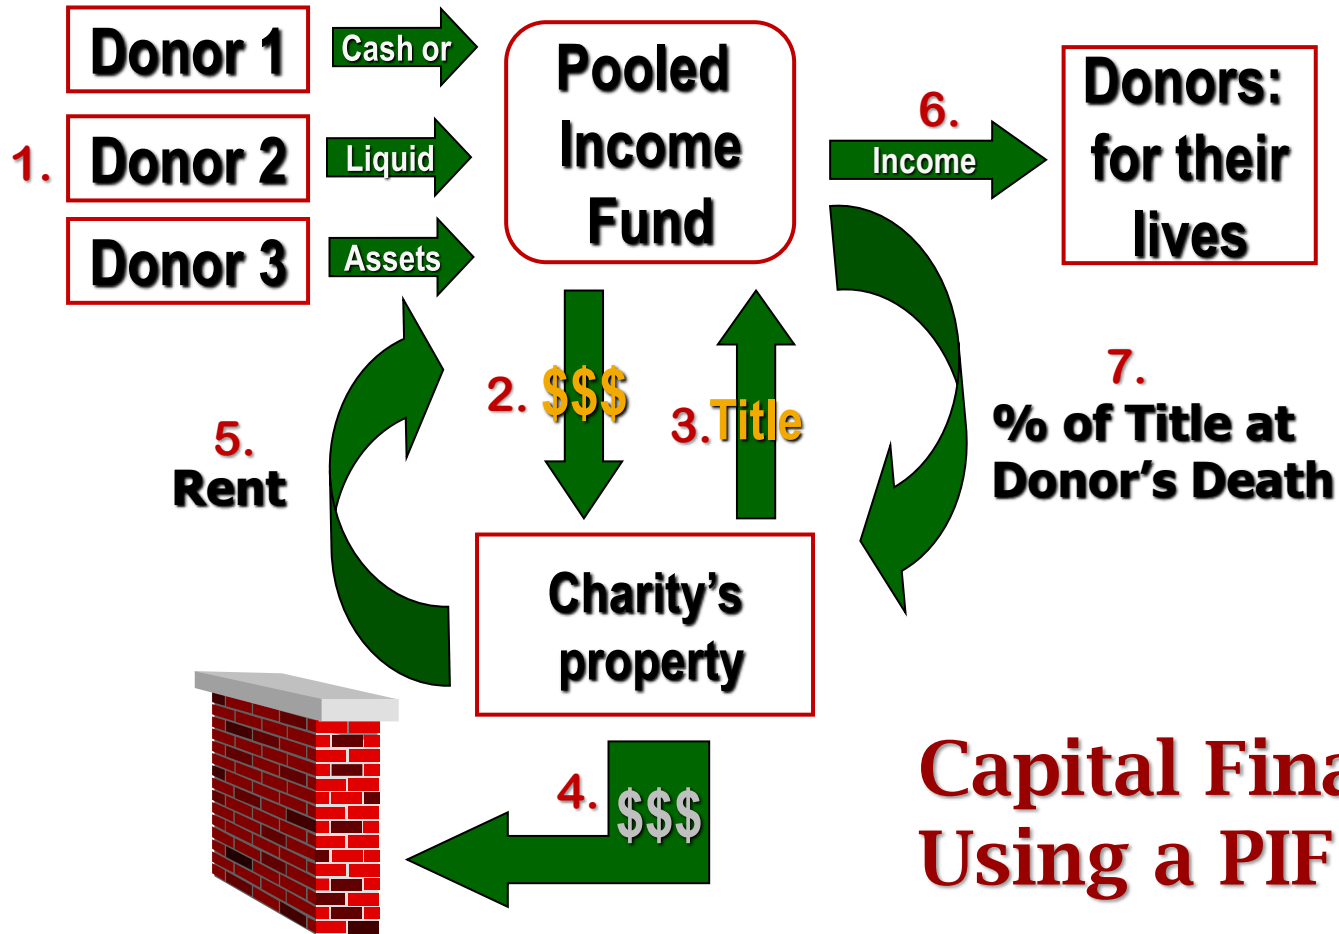 Donor 1
Cash or
1.
Donor 2
Liquid
Donor 3
Assets
Pooled
Income
Fund
6.
Income
Donors:
for their
lives
2. $$$
3. Title
5.
Rent
7.
% of Title at
Donor's Death
Charity's
property
4. $$$
Capital Fina
Using a PIF